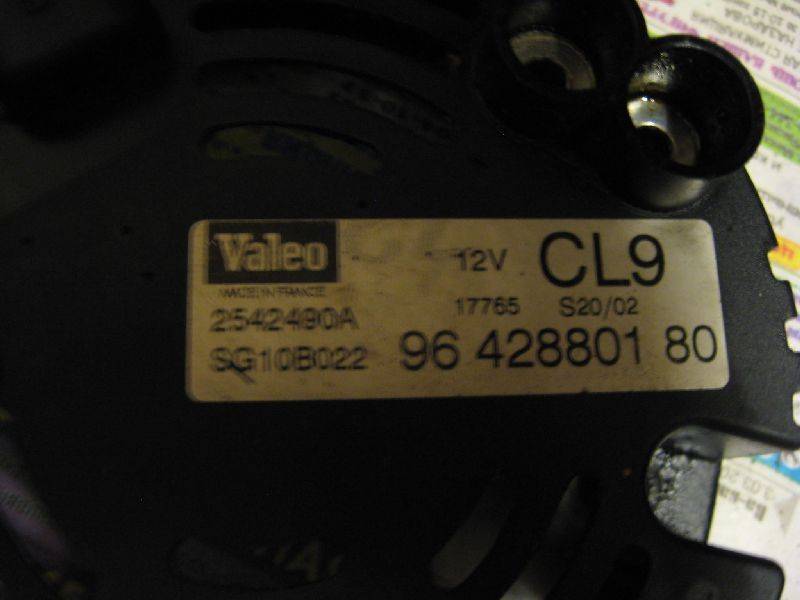 Valeo 12V CL9
MADE IN FRANCE
2542490A 17765 S20/02
SG10B022 96 428801 80